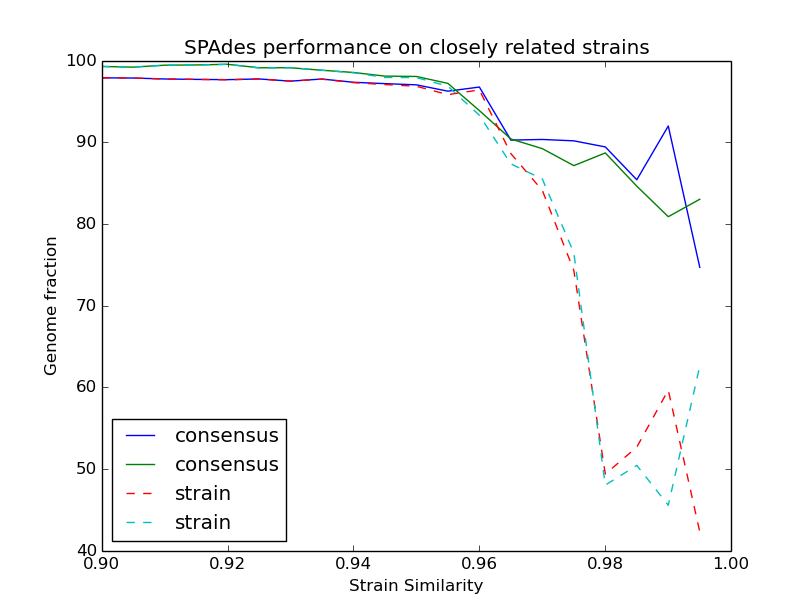 SPAdes performance on closely related strains
100
90
80
70
60
50
40
Genome fraction
consensus
consensus
strain
strain
0.90 0.92 0.94 0.96 0.98 1.00
Strain Similarity